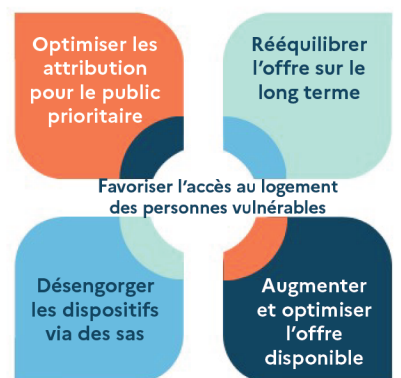 Optimiser les
attribution
pour le public
prioritaire
Rééquilibrer
l'offre sur le
long terme
Favoriser l'accès au logement
des personnes vulnérables
Désengorger
les dispositifs
via des sas
Augmenter
et optimiser
l'offre
disponible